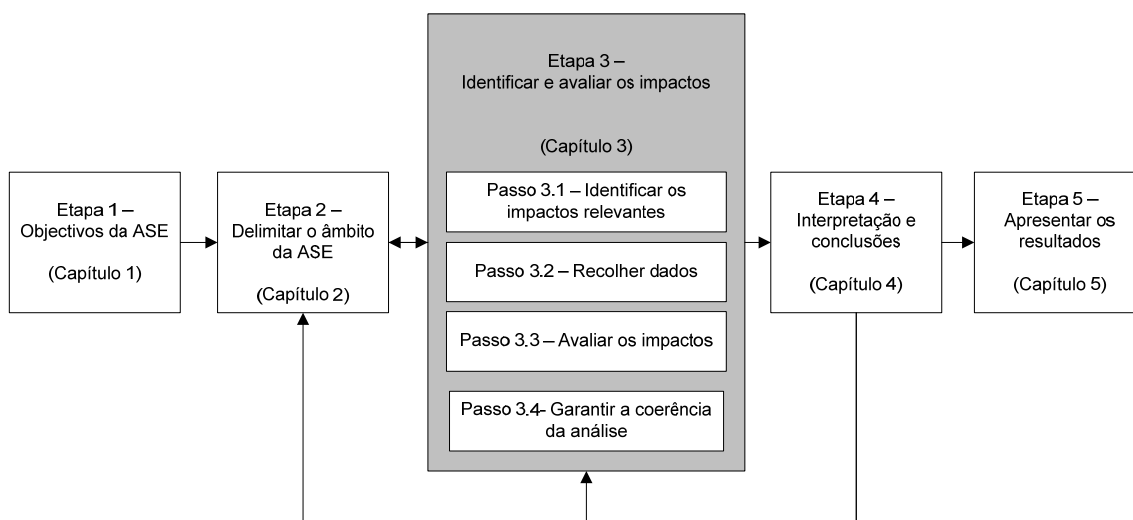 Etapa 1 –
Objectivos da ASE
(Capítulo 1)
Etapa 2 –
Delimitar o âmbito
da ASE
(Capítulo 2)
Etapa 3 –
Identificar e avaliar os impactos
(Capítulo 3)
Passo 3.1 – Identificar os
impactos relevantes
Passo 3.2 – Recolher dados
Passo 3.3 – Avaliar os impactos
Passo 3.4- Garantir a coerência
da análise
Etapa 4 –
Interpretação e
conclusões
(Capítulo 4)
Etapa 5 –
Apresentar os
resultados
(Capítulo 5)